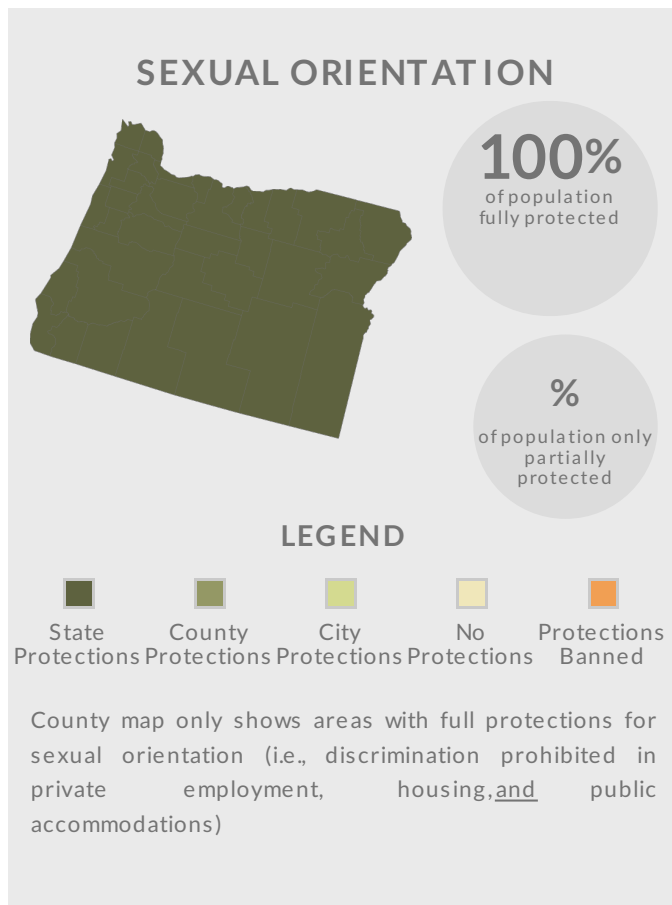 SEXUAL ORIENTATION
100%
of population
fully protected
%
of population only
partially
protected
LEGEND
State
Protections
County
Protections
City
Protections
No
Protections
Protections
Banned
County map only shows areas with full protections for
sexual orientation (i.e., discrimination prohibited in
private employment, housing, and public
accommodations)